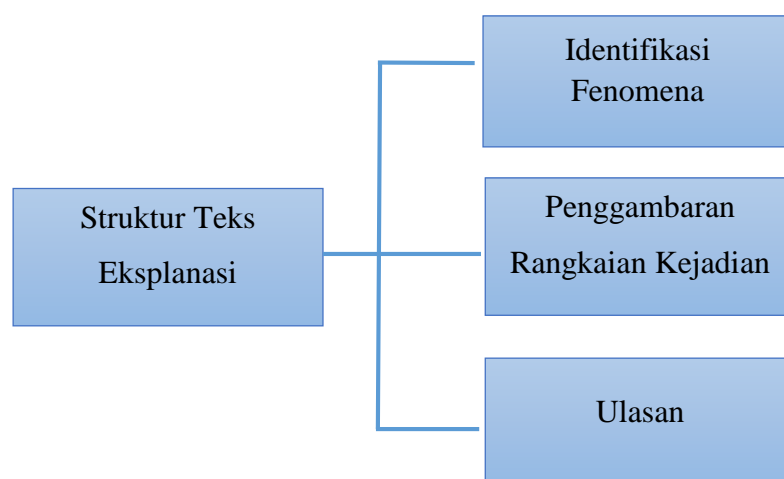 Identifikasi
Fenomena
Struktur Teks
Eksplanasi
Penggambaran
Rangkaian Kejadian
Ulasan